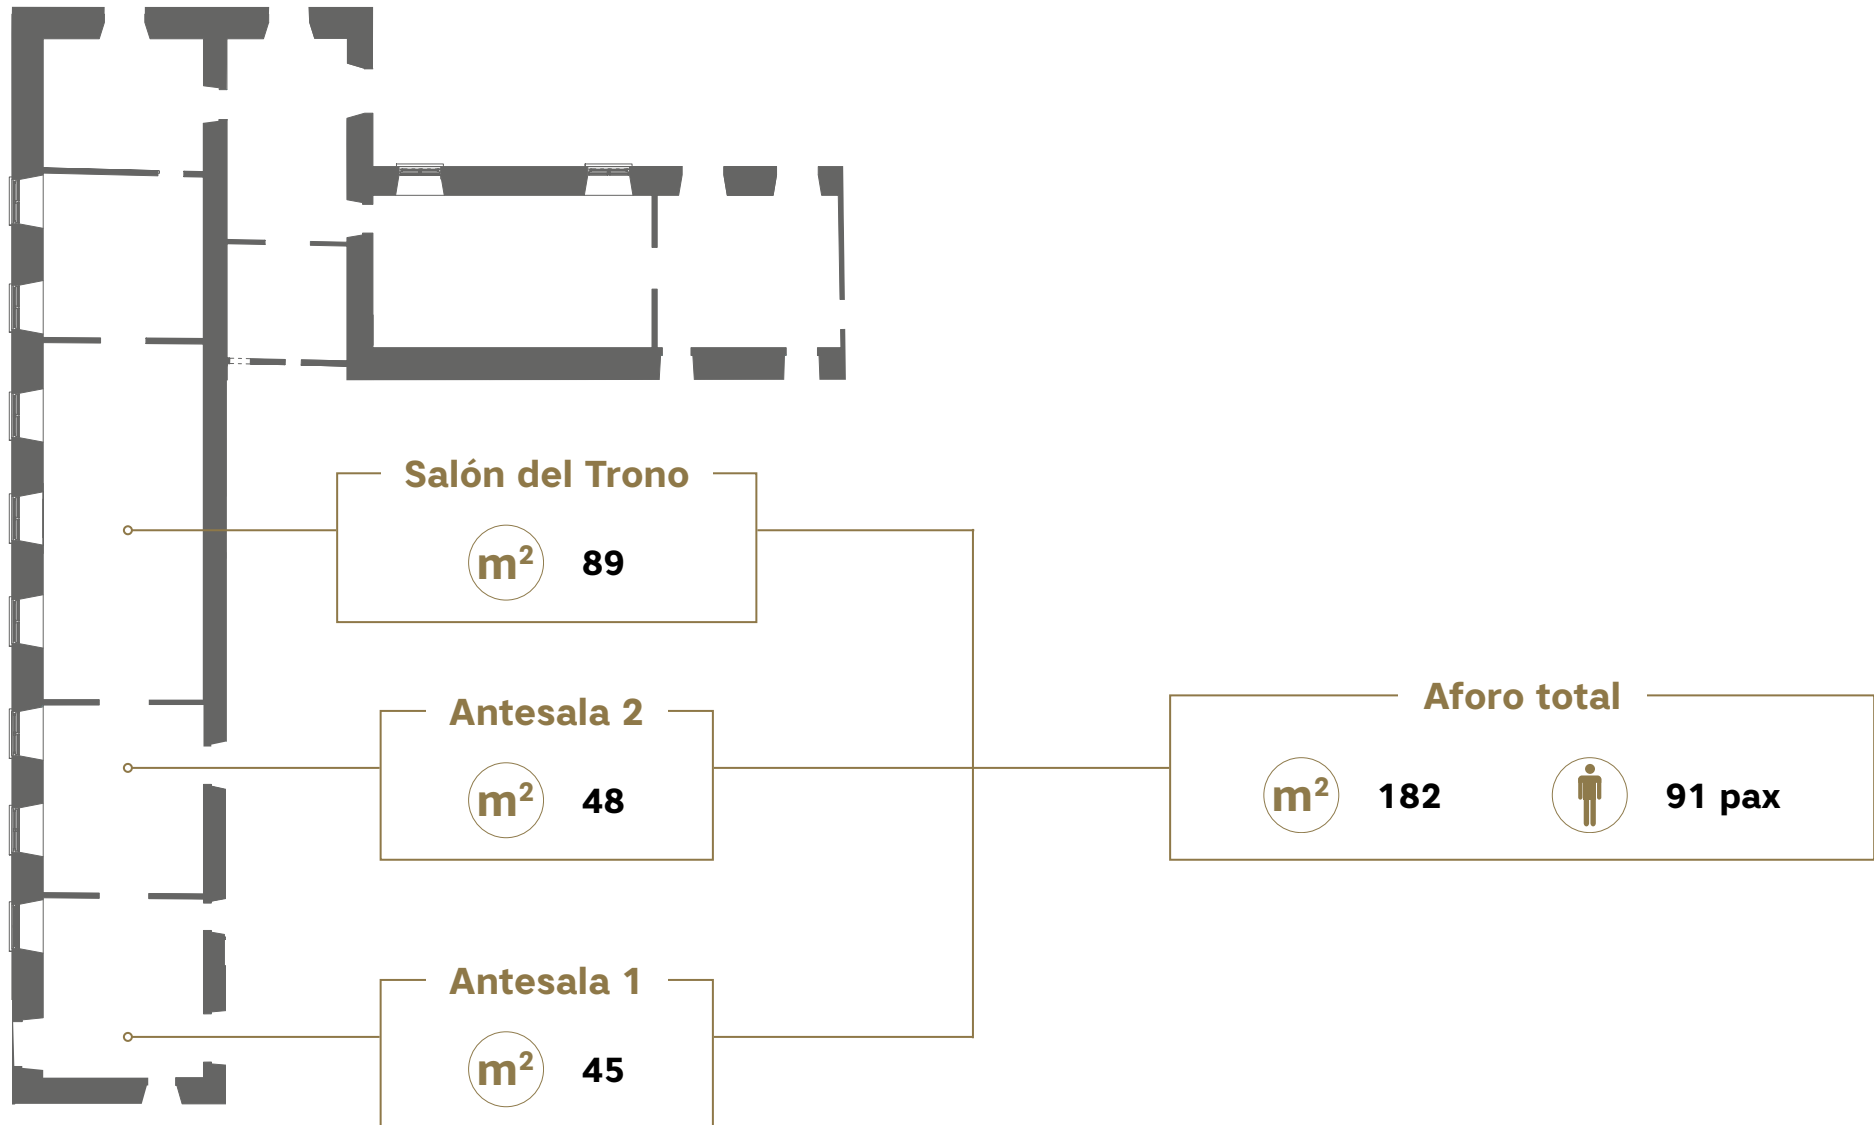 Salón del Trono
m² 89
Antesala 2
m² 48
Antesala 1
m² 45
Aforo total
m² 182 91 pax